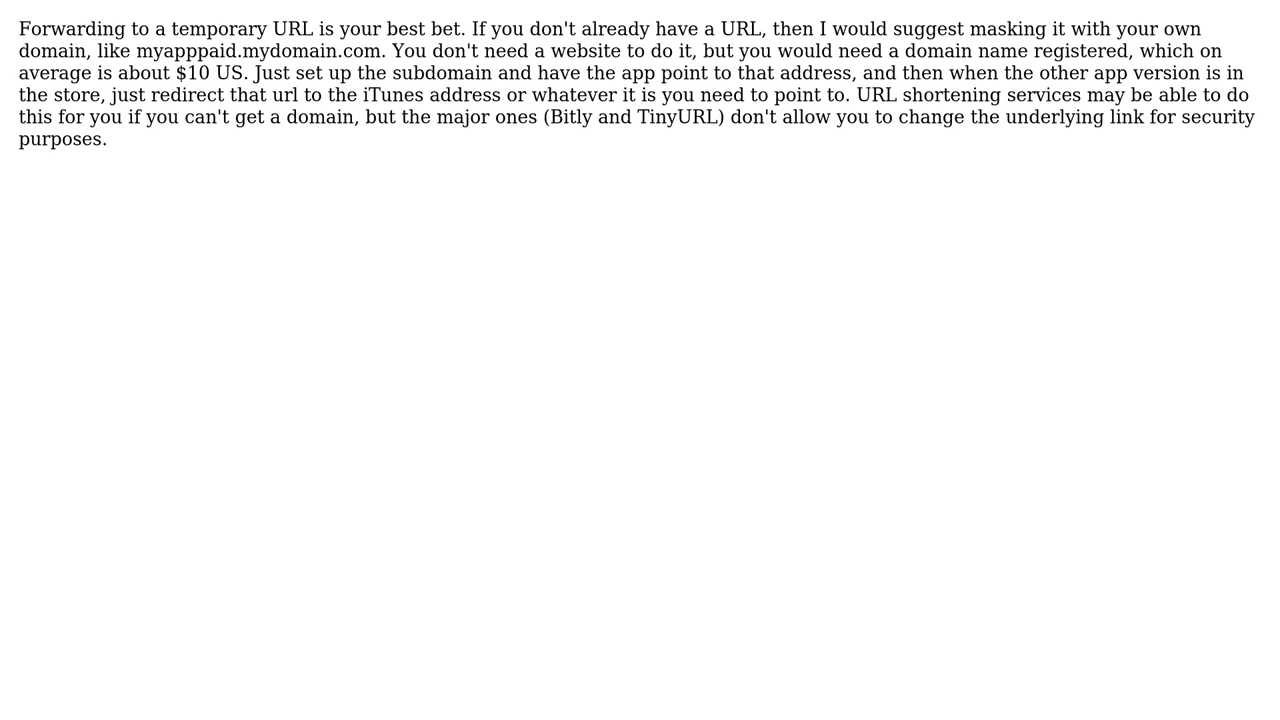 Forwarding to a temporary URL is your best bet. If you don't already have a URL, then I would suggest masking it with your own
domain, like myapppaid.mydomain.com. You don't need a website to do it, but you would need a domain name registered, which on
average is about $10 US. Just set up the subdomain and have the app point to that address, and then when the other app version is in
the store, just redirect that url to the iTunes address or whatever it is you need to point to. URL shortening services may be able to do
this for you if you can't get a domain, but the major ones (Bitly and TinyURL) don't allow you to change the underlying link for security
purposes.